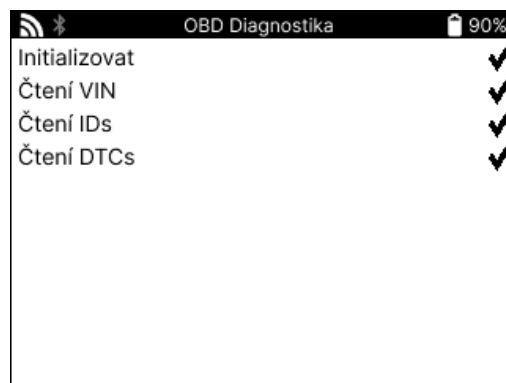 OBD Diagnostika 90%
Initializovat
Čtení VIN
Čtení IDs
Čtení DTCs